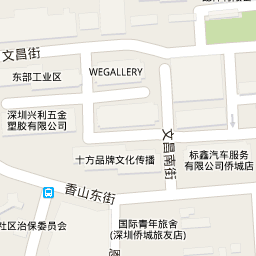 文昌街
东部工业区
WEGALLERY
深圳兴利五金
塑胶有限公司
文昌南街
十方品牌文化传播
标鑫汽车服务
有限公司侨城店
香山东街
社区治保委员会
国际青年旅舍
(深圳侨城旅友店)